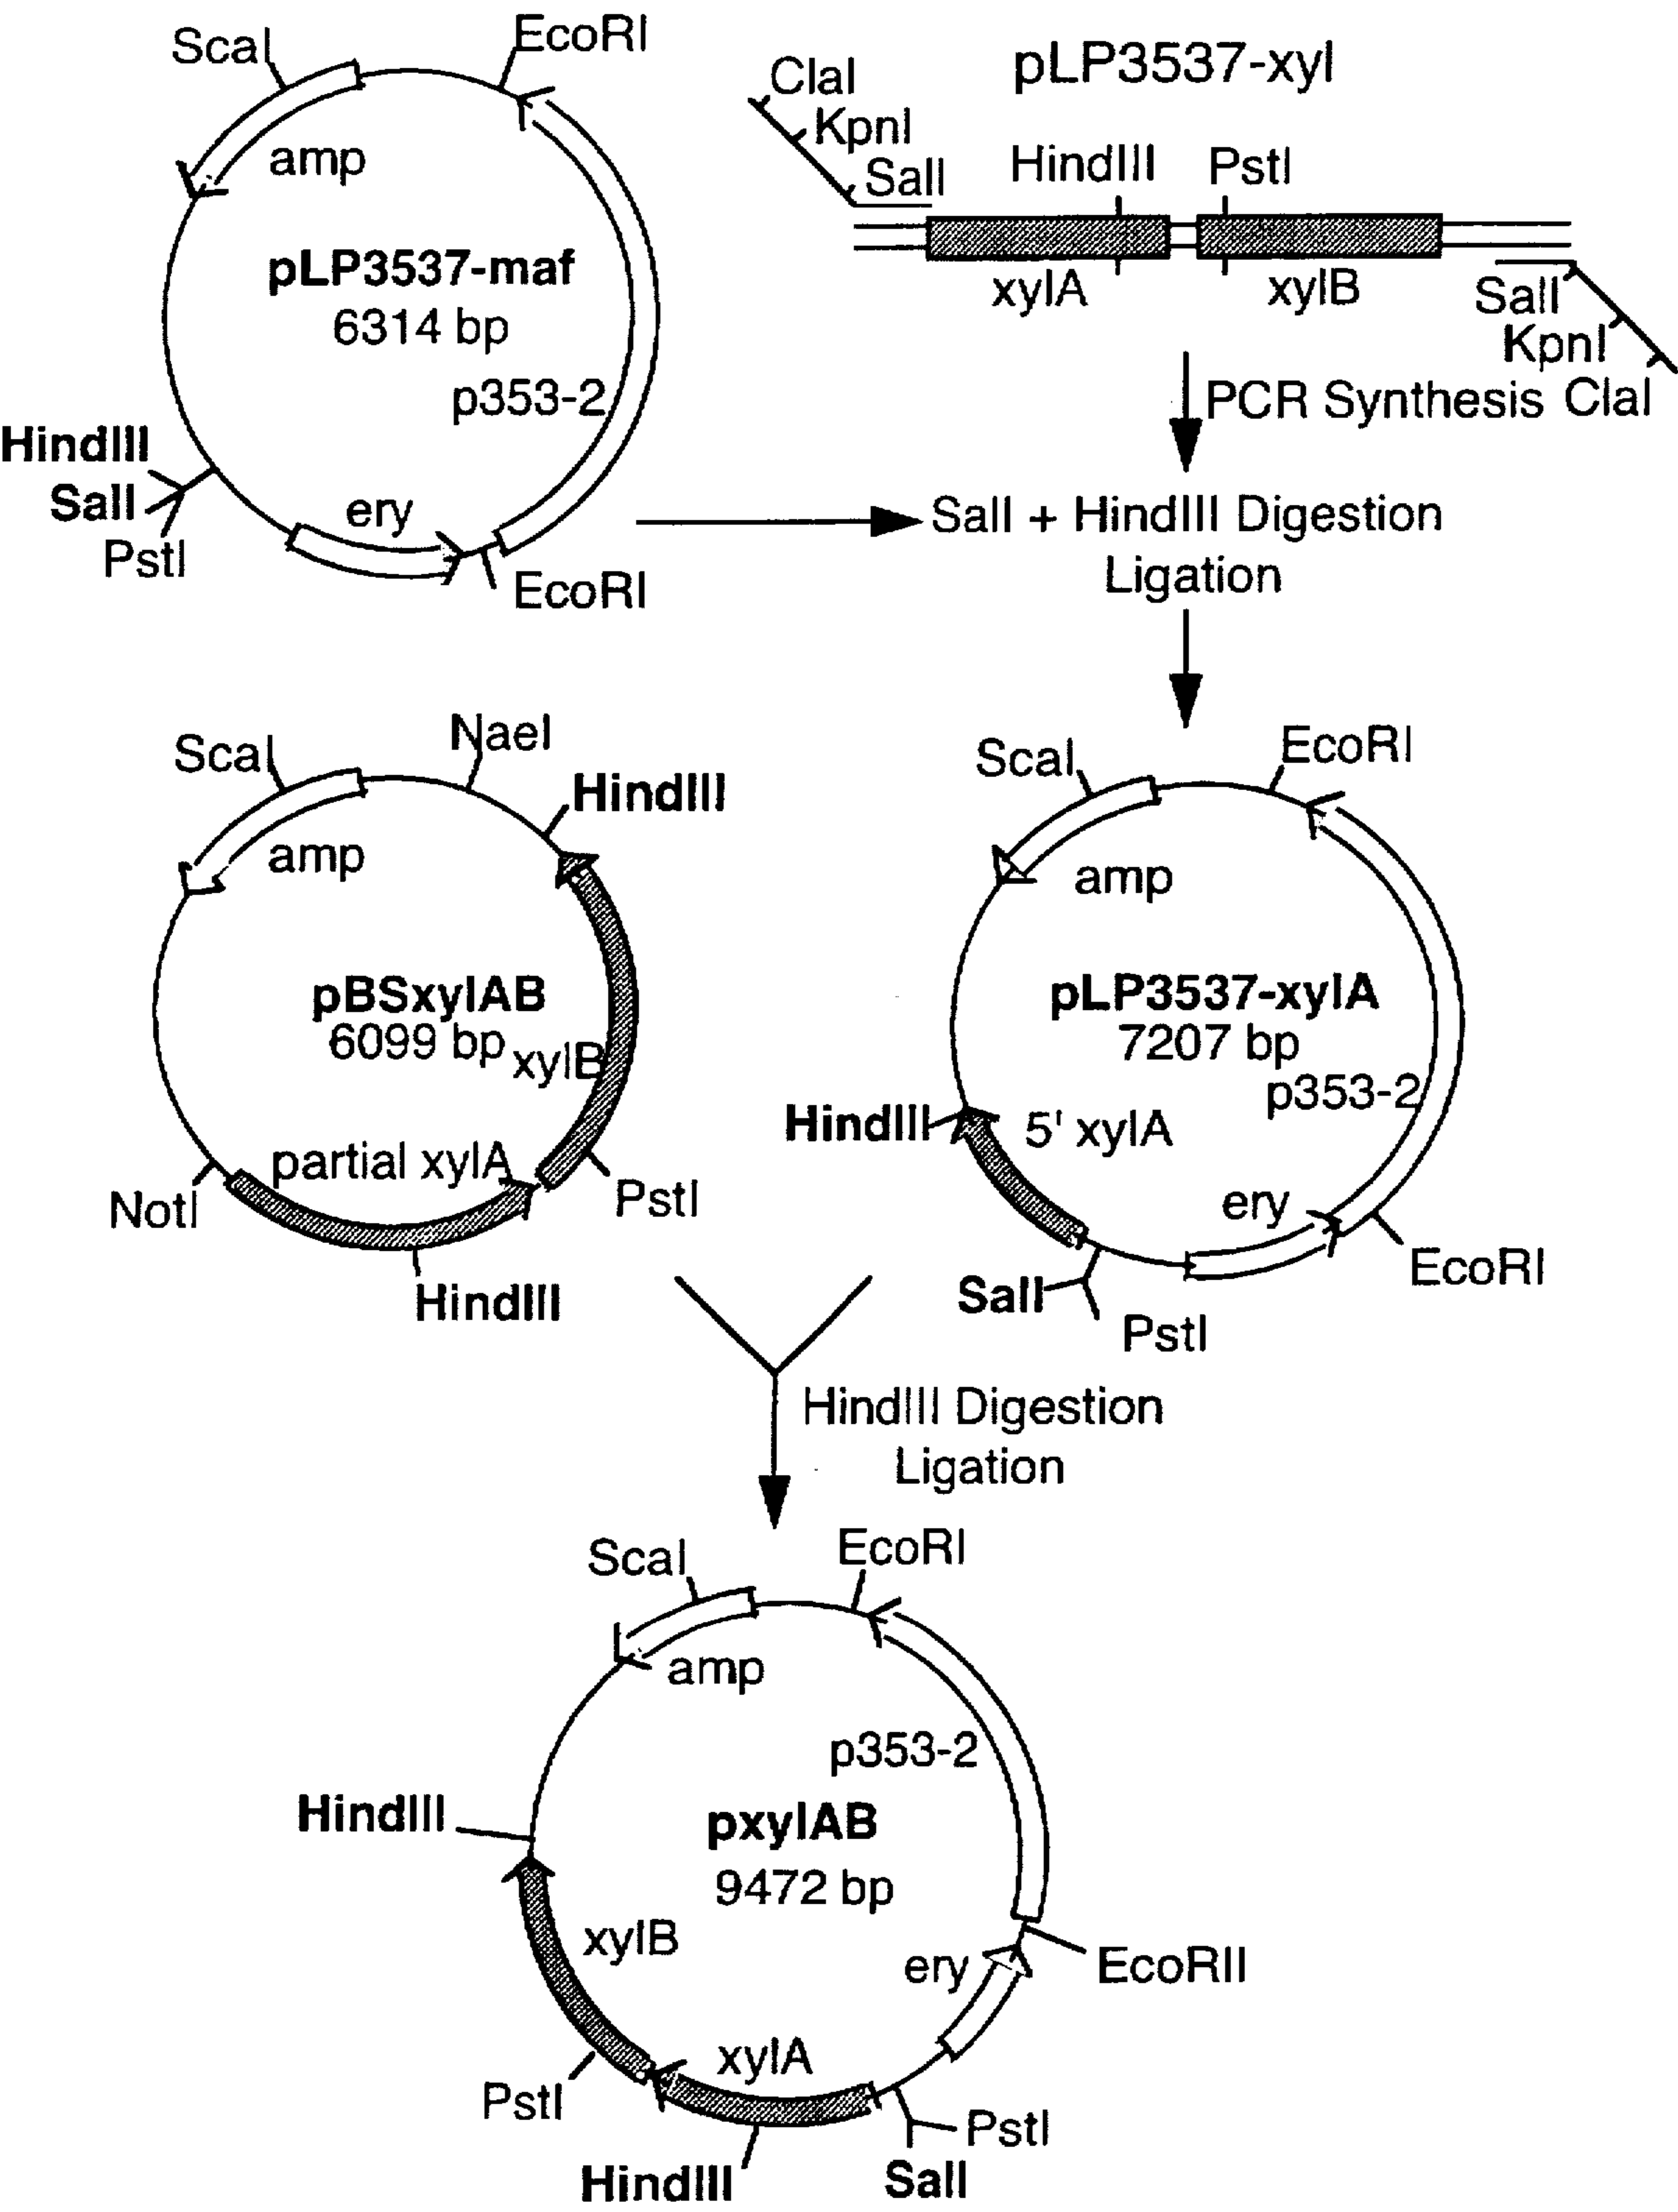 ScaI
EcoRI
amp
pLP3537-maf
6314 bp
p353-2
HindIII
SalI
PstI
ery
EcoRI
pLP3537-xyl
ClaI
KpnI
SalI
HindIII
PstI
xylA
xylB
SalI
KpnI
ClaI
PCR Synthesis
SalI + HindIII Digestion
Ligation
ScaI
NaeI
HindIII
amp
pBSxylAB
6099 bp
xylB
partial xylA
NotI
PstI
HindIII
ScaI
EcoRI
amp
pLP3537-xylA
7207 bp
p353-2
HindIII
5' xylA
ery
SalI
PstI
EcoRI
HindIII Digestion
Ligation
ScaI
EcoRI
amp
p353-2
HindIII
pxylAB
9472 bp
xylB
ery
EcoRII
xylA
PstI
PstI
HindIII
SalI